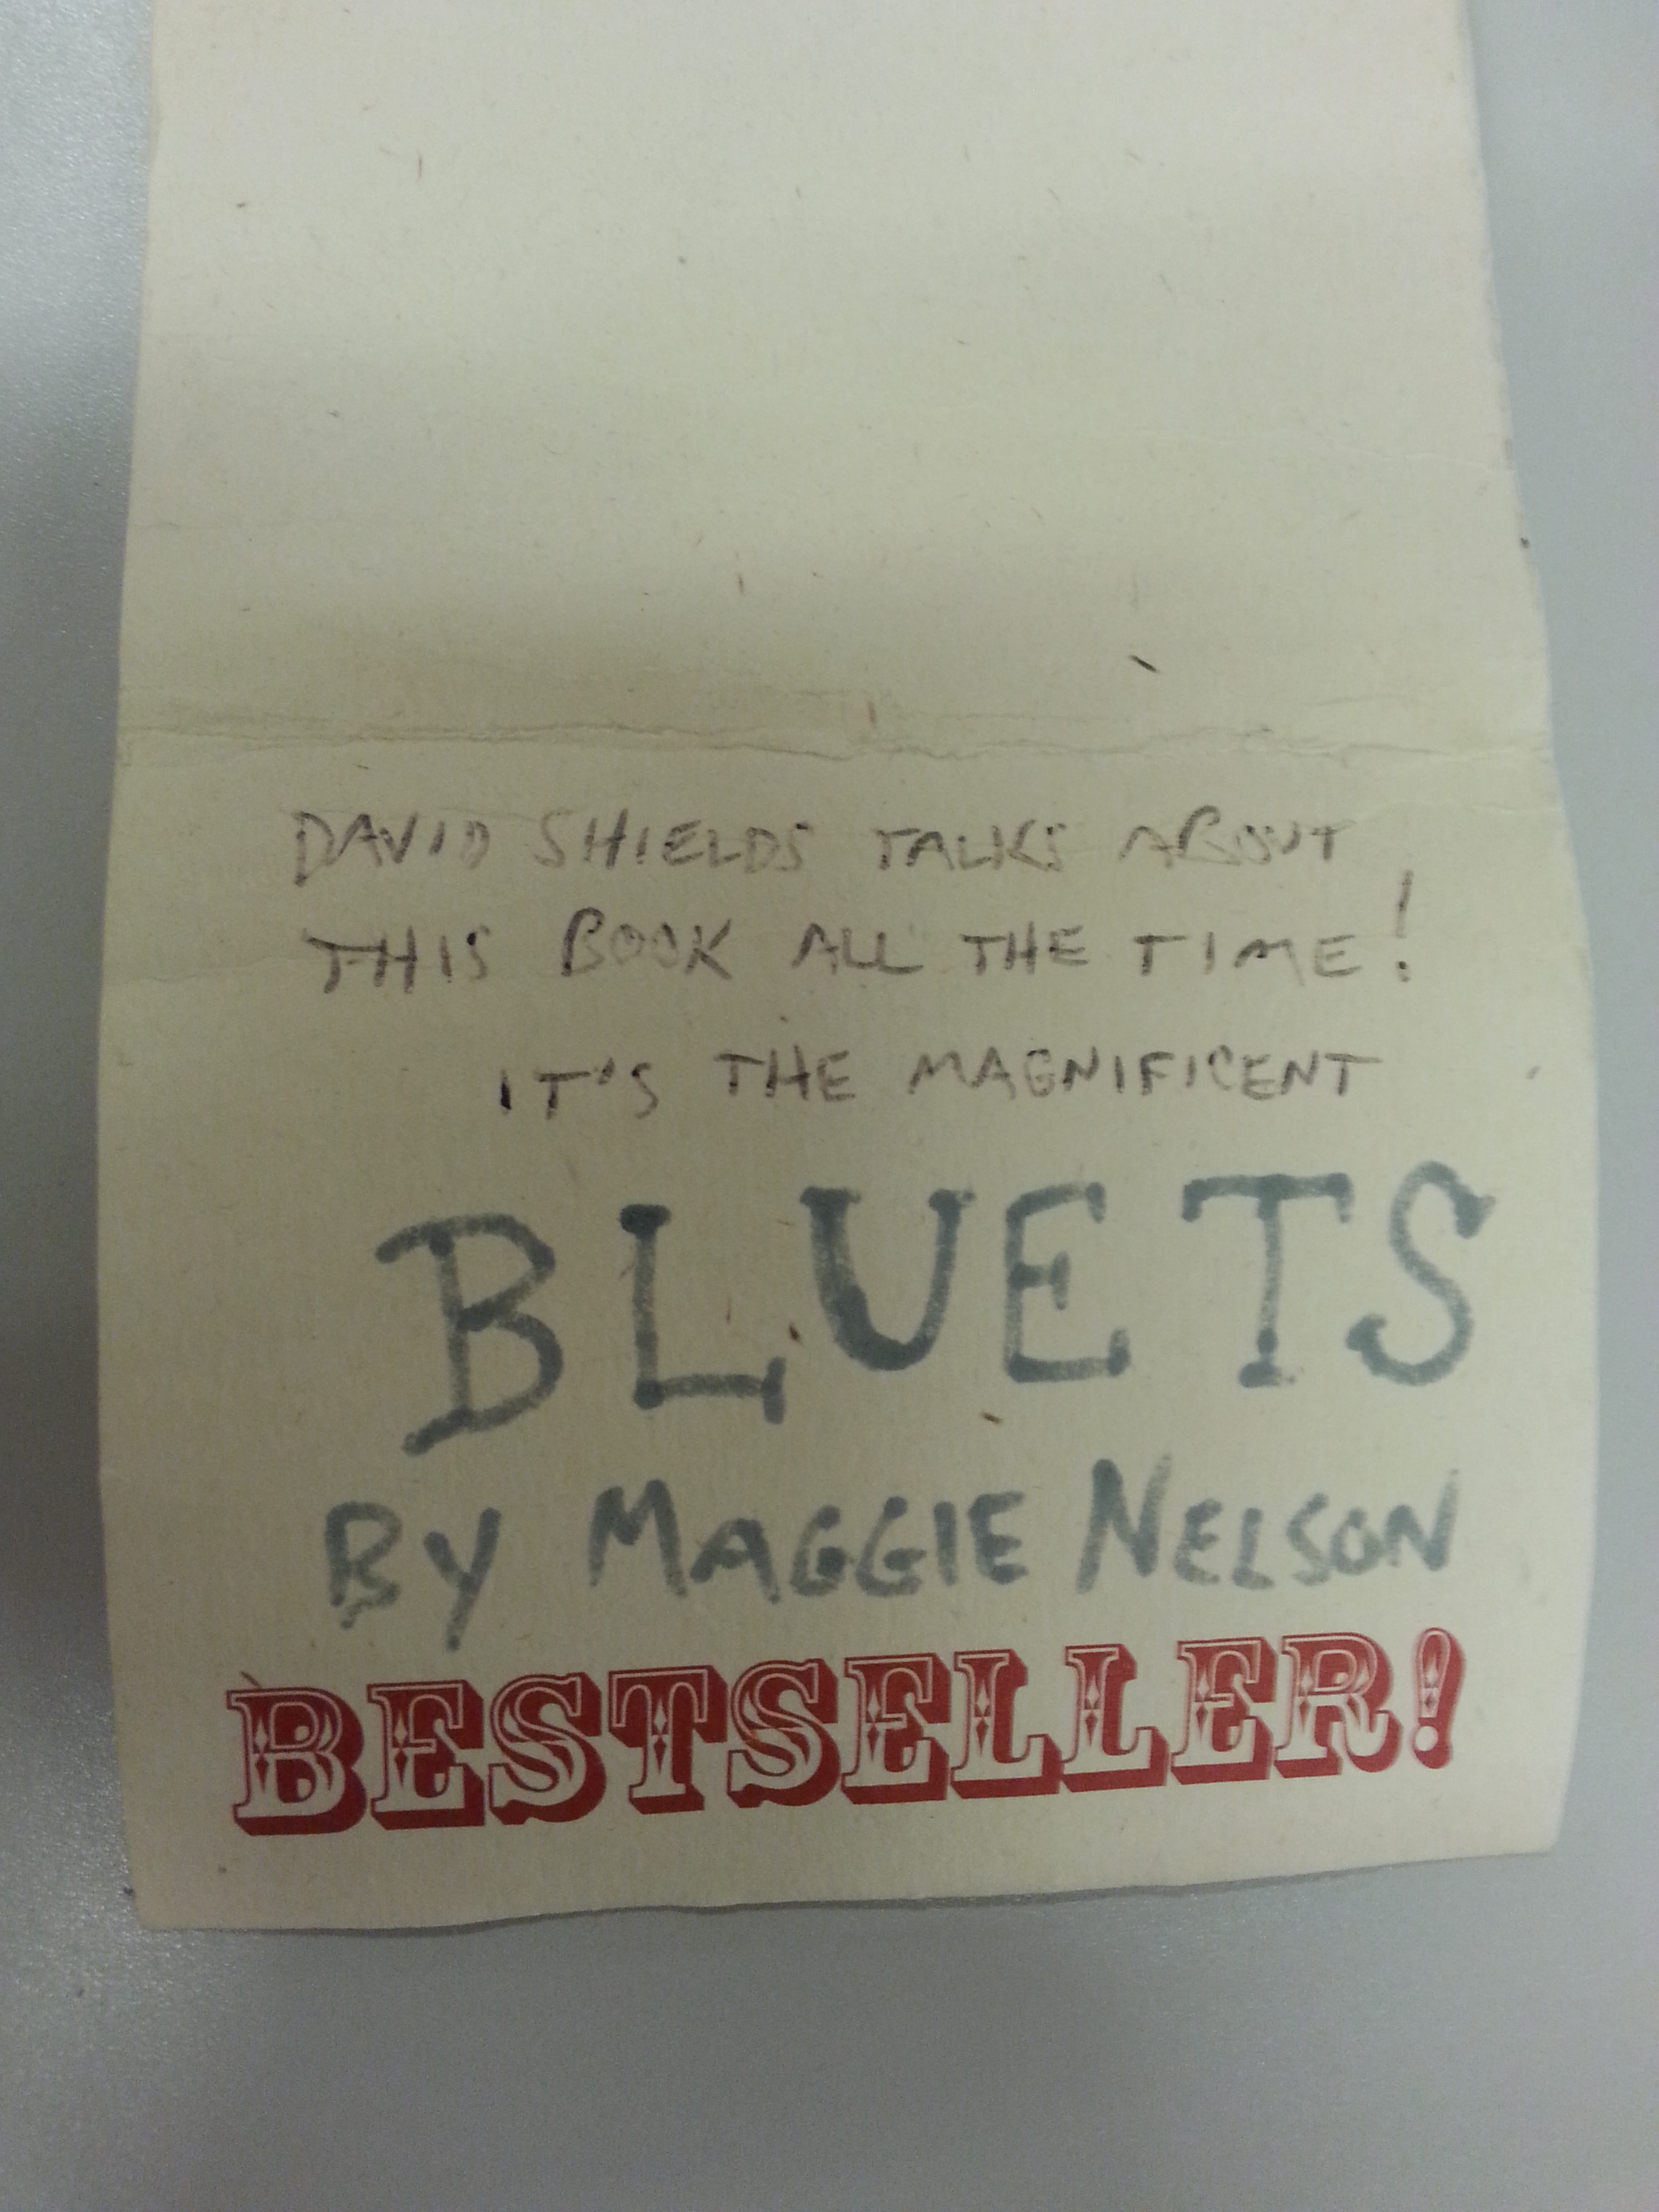 DAVID SHIELDS TALKS ABOUT
THIS BOOK ALL THE TIME!
IT'S THE MAGNIFICENT
BLUETS
BY MAGGIE NELSON
BESTSELLER!